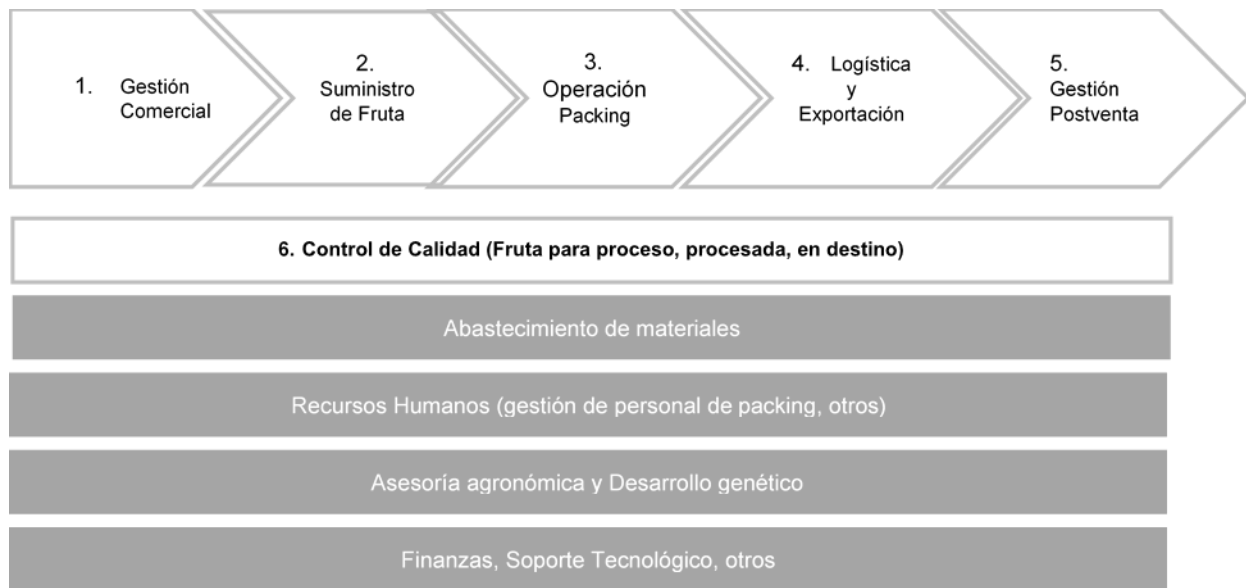 1. Gestión
Comercial
2.
Suministro
de Fruta
3.
Operación
Packing
4. Logística
y
Exportación
5.
Gestión
Postventa
6. Control de Calidad (Fruta para proceso, procesada, en destino)
Abastecimiento de materiales
Recursos Humanos (gestión de personal de packing, otros)
Asesoría agronómica y Desarrollo genético
Finanzas, Soporte Tecnológico, otros